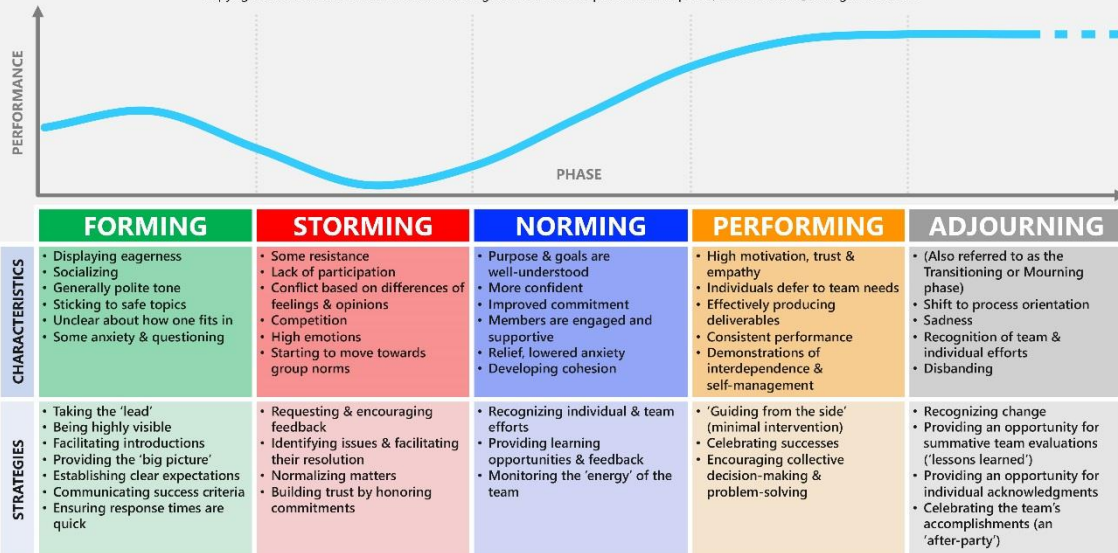 PERFORMANCE
PHASE
FORMING
STORMING
NORMING
PERFORMING
ADJOURNING
CHARACTERISTICS
• Displaying eagerness
• Socializing
• Generally polite tone
• Sticking to safe topics
• Unclear about how one fits in
• Some anxiety & questioning
• Some resistance
• Lack of participation
• Conflict based on differences of
feelings & opinions
• Competition
• High emotions
• Starting to move towards
group norms
• Purpose & goals are
well-understood
• More confident
• Improved commitment
• Members are engaged and
supportive
• Relief, lowered anxiety
• Developing cohesion
• High motivation, trust &
empathy
• Individuals defer to team needs
• Effectively producing
deliverables
• Consistent performance
• Demonstrations of
interdependence &
self-management
• (Also referred to as the
Transitioning or Mourning
phase)
• Shift to process orientation
• Sadness
• Recognition of team &
individual efforts
• Disbanding
STRATEGIES
• Taking the ‘lead’
• Being highly visible
• Facilitating introductions
• Providing the ‘big picture’
• Establishing clear expectations
• Communicating success criteria
• Ensuring response times are
quick
• Requesting & encouraging
feedback
• Identifying issues & facilitating
their resolution
• Normalizing matters
• Building trust by honoring
commitments
• Recognizing individual & team
efforts
• Providing learning
opportunities & feedback
• Monitoring the ‘energy’ of the
team
• ‘Guiding from the side’
(minimal intervention)
• Celebrating successes
• Encouraging collective
decision-making &
problem-solving
• Recognizing change
• Providing an opportunity for
summative team evaluations
(‘lessons learned’)
• Providing an opportunity for
individual acknowledgments
• Celebrating the team’s
accomplishments (an
‘after-party’)